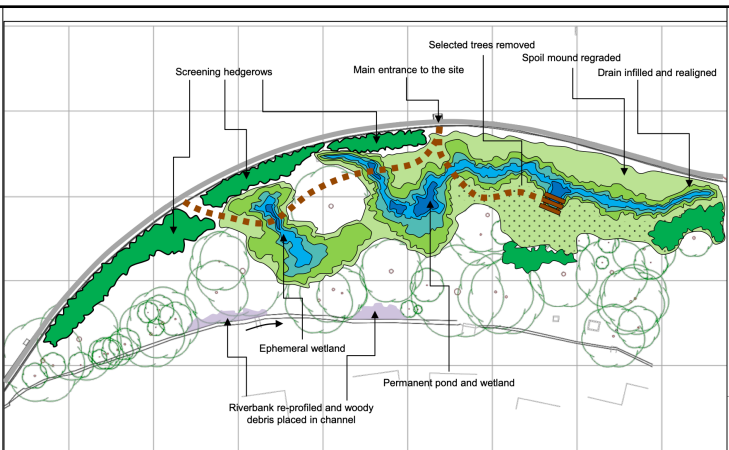 Selected trees removed
Spoil mound regraded
Screening hedgerows
Main entrance to the site
Drain infilled and realigned
Ephemeral wetland
Permanent pond and wetland
Riverbank re-profiled and woody
debris placed in channel